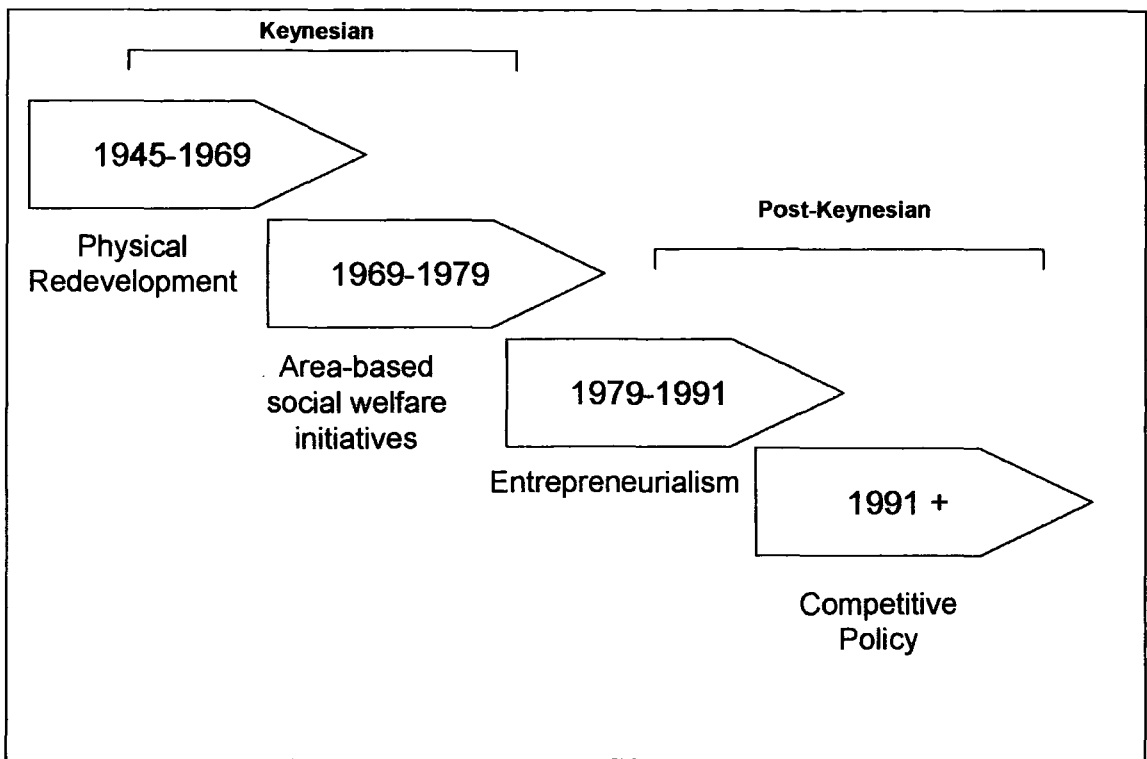 Keynesian
1945-1969
Physical
Redevelopment
Post-Keynesian
1969-1979
Area-based
social welfare
initiatives
1979-1991
Entrepreneurialism
1991 +
Competitive
Policy